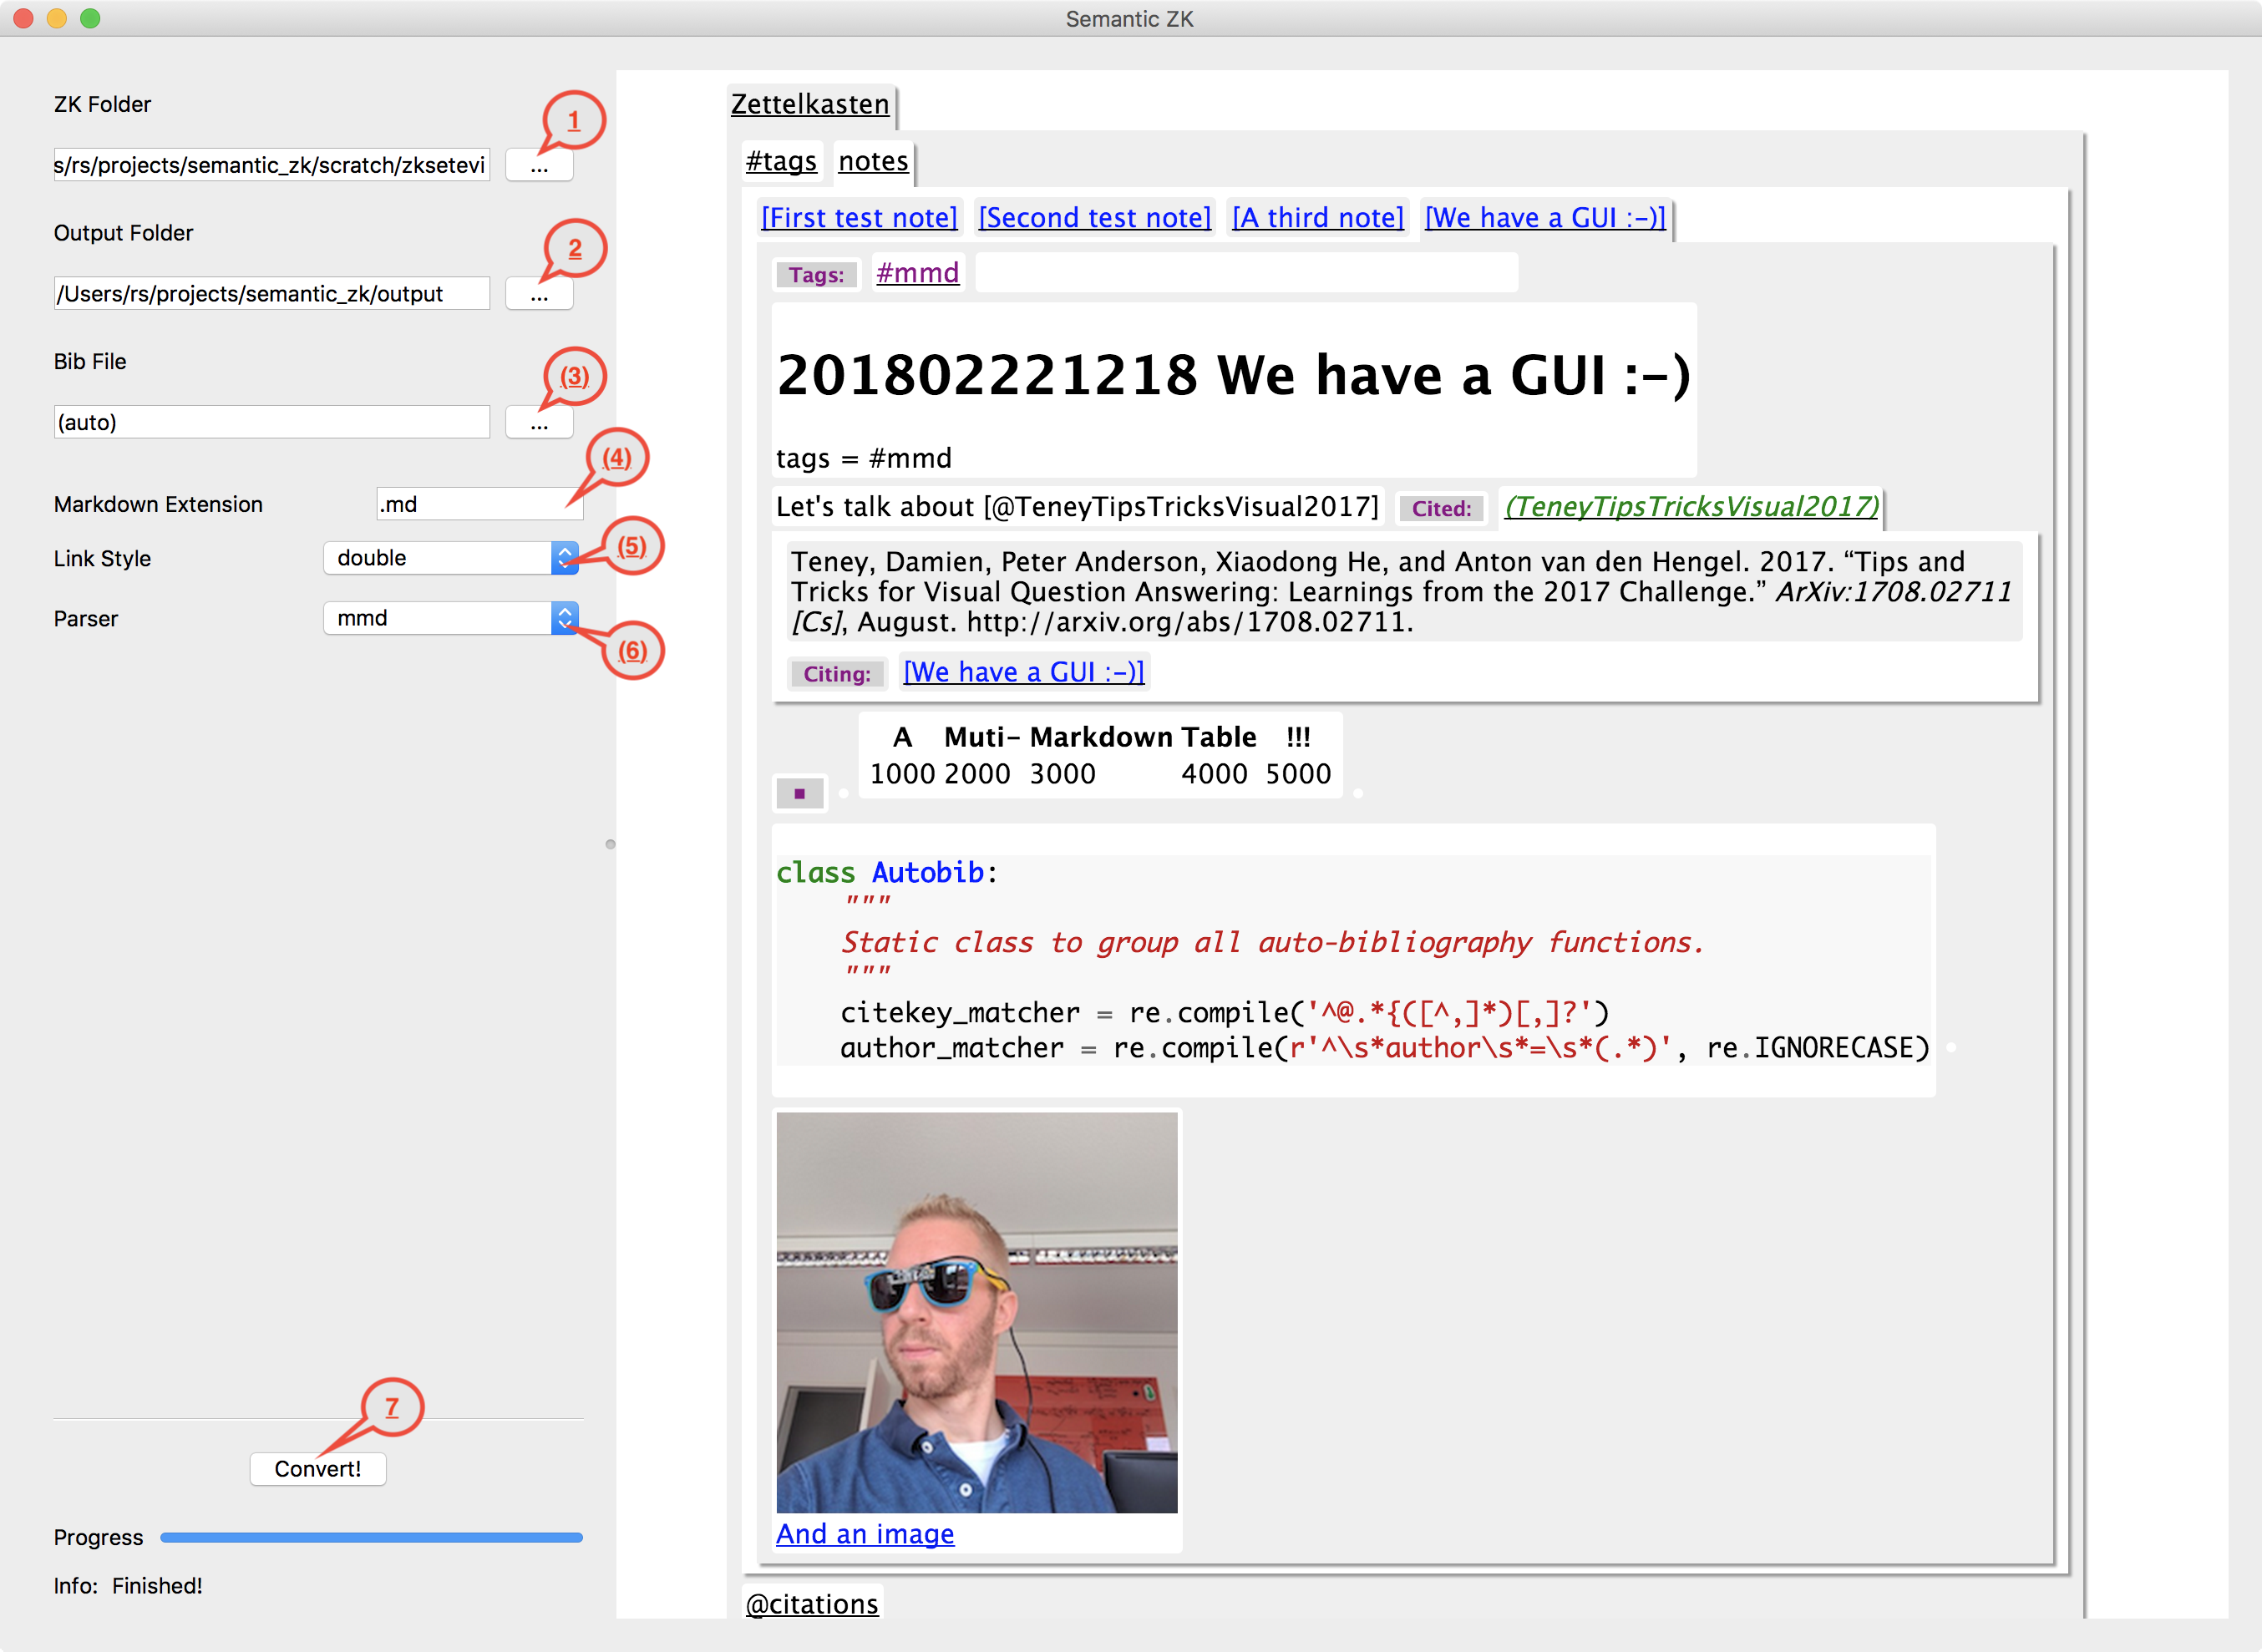 Semantic ZK
ZK Folder
1
s/rs/projects/semantic_zk/scratch/zksetevi
...
Output Folder
2
/Users/rs/projects/semantic_zk/output
...
Bib File
(3)
(auto)
...
(4)
Markdown Extension
.md
Link Style
double
(5)
Parser
mmd
(6)
7
Convert!
Progress
Info: Finished!
Zettelkasten
#tags notes
[First test note] [Second test note] [A third note] [We have a GUI :-)]
Tags: #mmd
201802221218 We have a GUI :-)
tags = #mmd
Let's talk about [@TeneyTipsTricksVisual2017] Cited: (TeneyTipsTricksVisual2017)
Teney, Damien, Peter Anderson, Xiaodong He, and Anton van den Hengel. 2017. “Tips and
Tricks for Visual Question Answering: Learnings from the 2017 Challenge.” ArXiv:1708.02711
[Cs], August. http://arxiv.org/abs/1708.02711.
Citing: [We have a GUI :-)]
A Muti- Markdown Table !!!
1000 2000 3000 4000 5000
class Autobib:
"""
Static class to group all auto-bibliography functions.
"""
citekey_matcher = re.compile('^@.*{([^,]*)[,]?')
author_matcher = re.compile(r'^\s*author\s*=\s*(.*)', re.IGNORECASE)
And an image
@citations